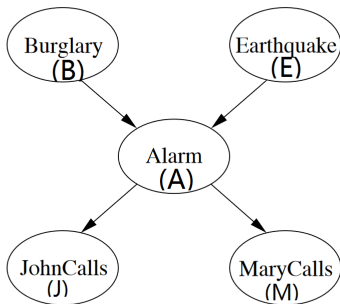 Burglary
(B)
Earthquake
(E)
Alarm
(A)
JohnCalls
(J)
MaryCalls
(M)